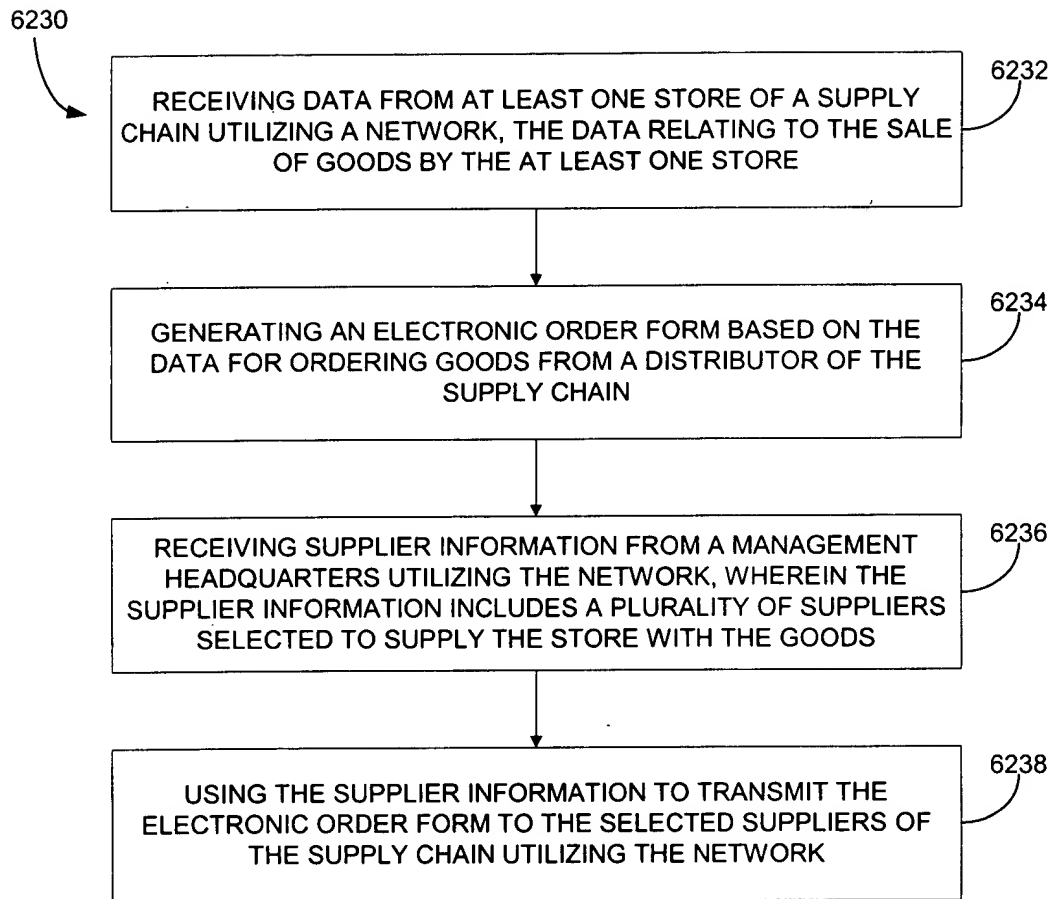 6230
RECEIVING DATA FROM AT LEAST ONE STORE OF A SUPPLY
CHAIN UTILIZING A NETWORK, THE DATA RELATING TO THE SALE
OF GOODS BY THE AT LEAST ONE STORE
6232
GENERATING AN ELECTRONIC ORDER FORM BASED ON THE
DATA FOR ORDERING GOODS FROM A DISTRIBUTOR OF THE
SUPPLY CHAIN
6234
RECEIVING SUPPLIER INFORMATION FROM A MANAGEMENT
HEADQUARTERS UTILIZING THE NETWORK, WHEREIN THE
SUPPLIER INFORMATION INCLUDES A PLURALITY OF SUPPLIERS
SELECTED TO SUPPLY THE STORE WITH THE GOODS
6236
USING THE SUPPLIER INFORMATION TO TRANSMIT THE
ELECTRONIC ORDER FORM TO THE SELECTED SUPPLIERS OF
THE SUPPLY CHAIN UTILIZING THE NETWORK
6238